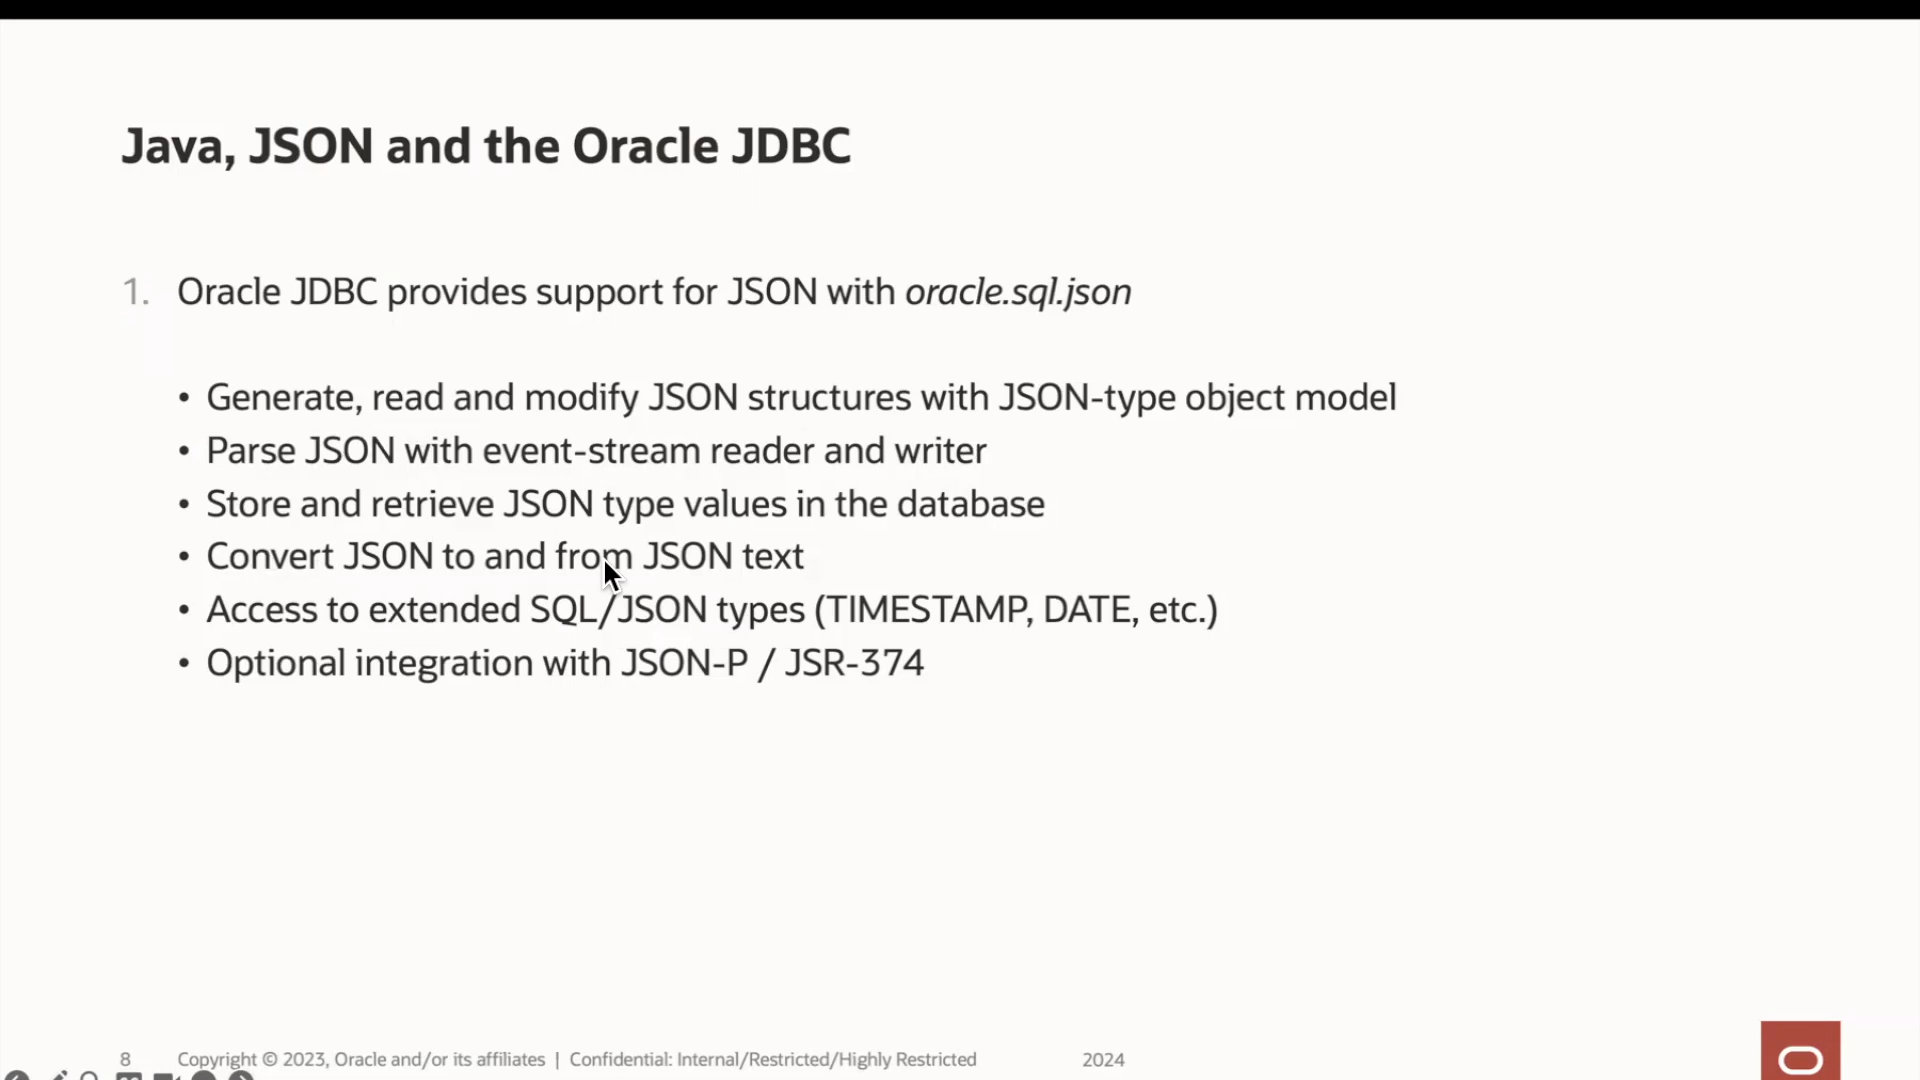 Java, JSON and the Oracle JDBC
1. Oracle JDBC provides support for JSON with oracle.sql.json
• Generate, read and modify JSON structures with JSON-type object model
• Parse JSON with event-stream reader and writer
• Store and retrieve JSON type values in the database
• Convert JSON to and from JSON text
• Access to extended SQL/JSON types (TIMESTAMP, DATE, etc.)
• Optional integration with JSON-P / JSR-374
8 Copyright © 2023, Oracle and/or its affiliates | Confidential: Internal/Restricted/Highly Restricted 2024